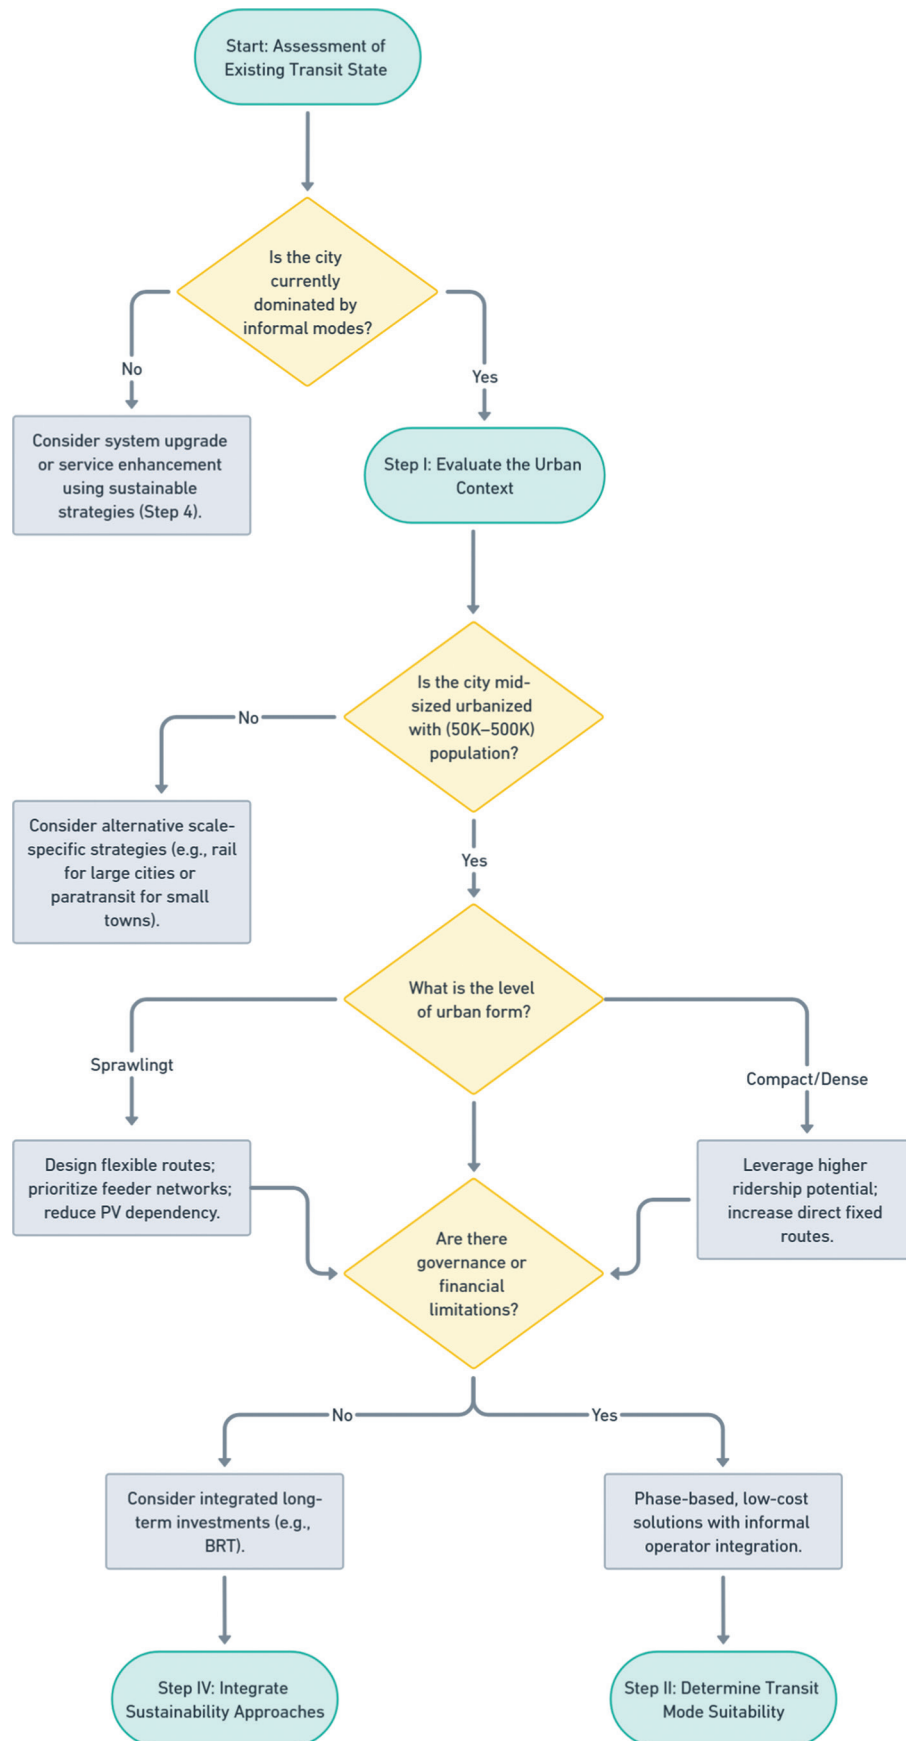 Start: Assessment of
Existing Transit State
Is the city
currently
dominated by
informal modes?
No
Yes
Consider system upgrade
or service enhancement
using sustainable
strategies (Step 4).
Step I: Evaluate the Urban
Context
Is the city mid-
sized urbanized
with (50K–500K)
population?
No
Yes
Consider alternative scale-
specific strategies (e.g., rail
for large cities or
paratransit for small
towns).
What is the level
of urban form?
Sprawlingt
Compact/Dense
Design flexible routes;
prioritize feeder networks;
reduce PV dependency.
Leverage higher
ridership potential;
increase direct fixed
routes.
Are there
governance or
financial
limitations?
No
Yes
Consider integrated long-
term investments (e.g.,
BRT).
Phase-based, low-cost
solutions with informal
operator integration.
Step IV: Integrate
Sustainability Approaches
Step II: Determine Transit
Mode Suitability